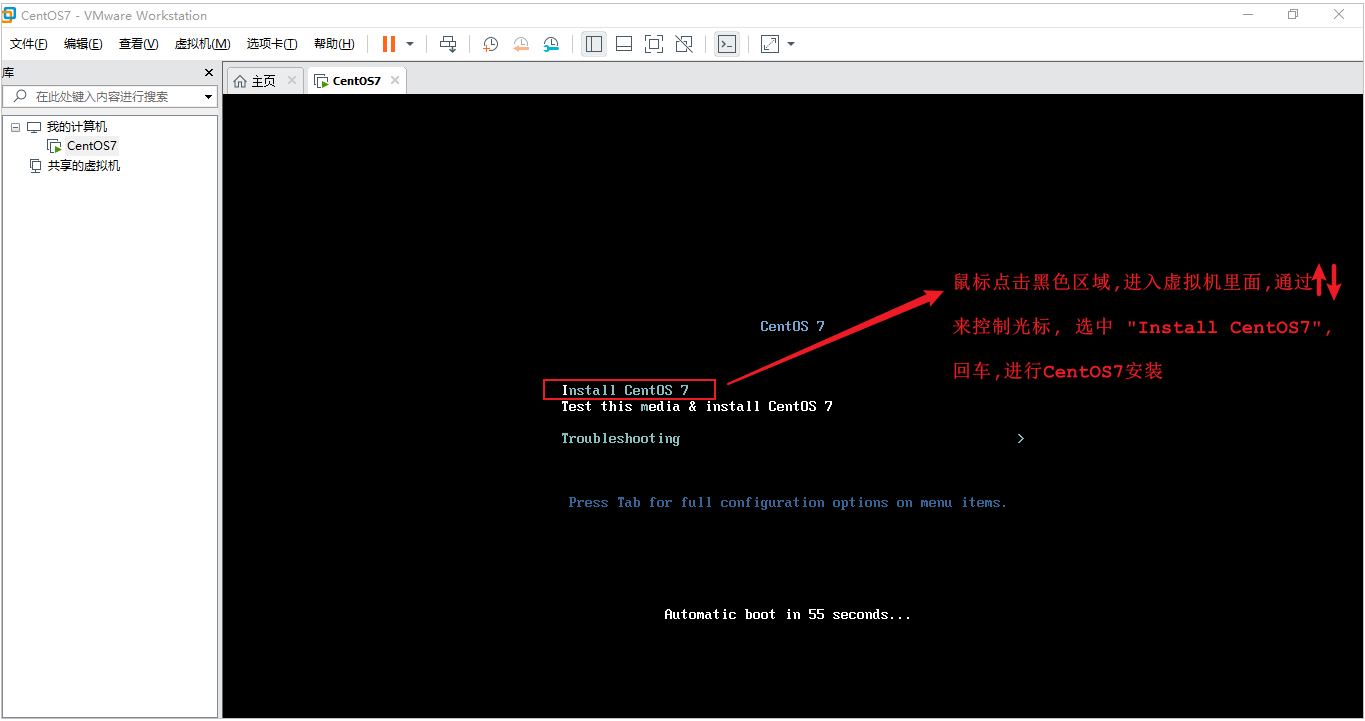 CentOS7 - VMware Workstation
文件(F) 编辑(E) 查看(V) 虚拟机(M) 选项卡(T) 帮助(H)
库
在此处键入内容进行搜索
我的计算机
CentOS7
共享的虚拟机
主页 CentOS7
鼠标点击黑色区域,进入虚拟机里面,通过
来控制光标, 选中 "Install CentOS7",
回车,进行CentOS7安装
CentOS 7
Install CentOS 7
Test this media & install CentOS 7
Troubleshooting >
Press Tab for full configuration options on menu items.
Automatic boot in 55 seconds...